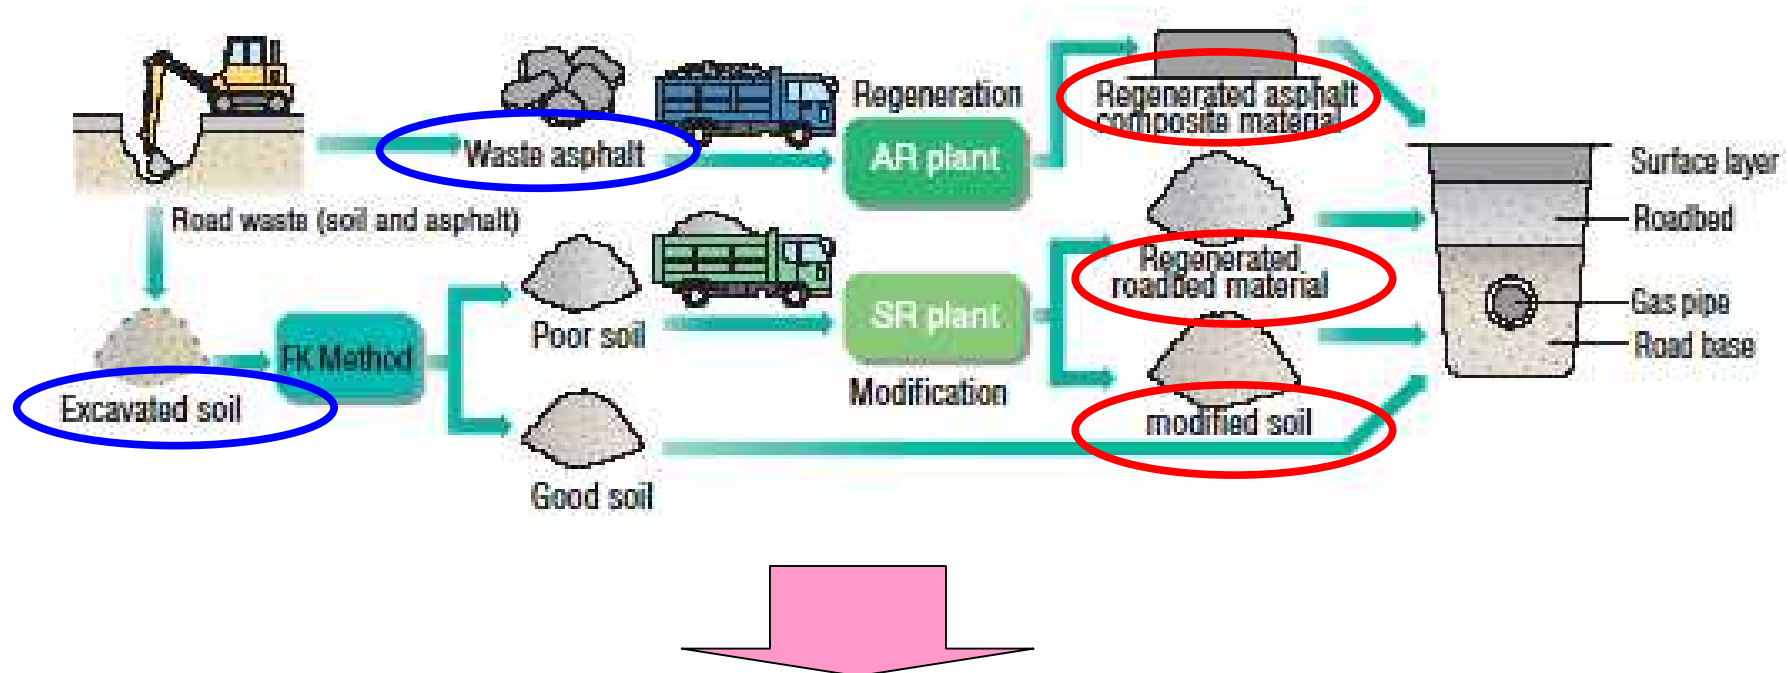 Regeneration
Regenerated asphalt
composite material
Waste asphalt
AR plant
Surface layer
Road waste (soil and asphalt)
Roadbed
Regenerated
roadbed material
Poor soil
SR plant
Gas pipe
FK Method
Road base
Excavated soil
Modification
modified soil
Good soil